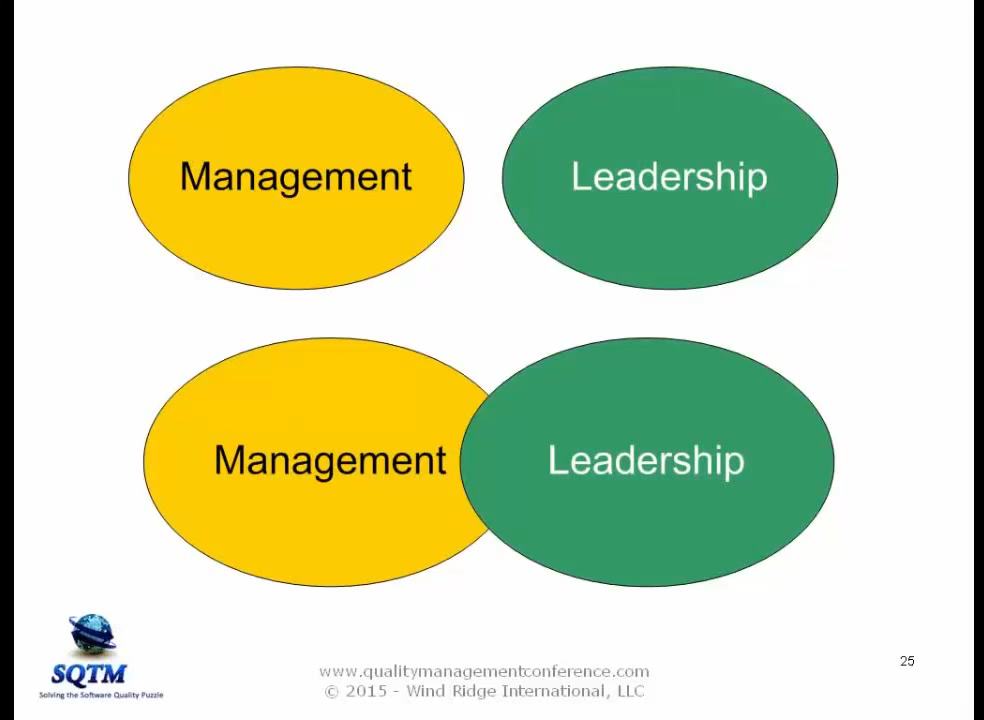 Management
Leadership
Management
Leadership
SQTM
Solving the Software Quality Puzzle
www.qualitymanagementconference.com
© 2015 - Wind Ridge International, LLC
25